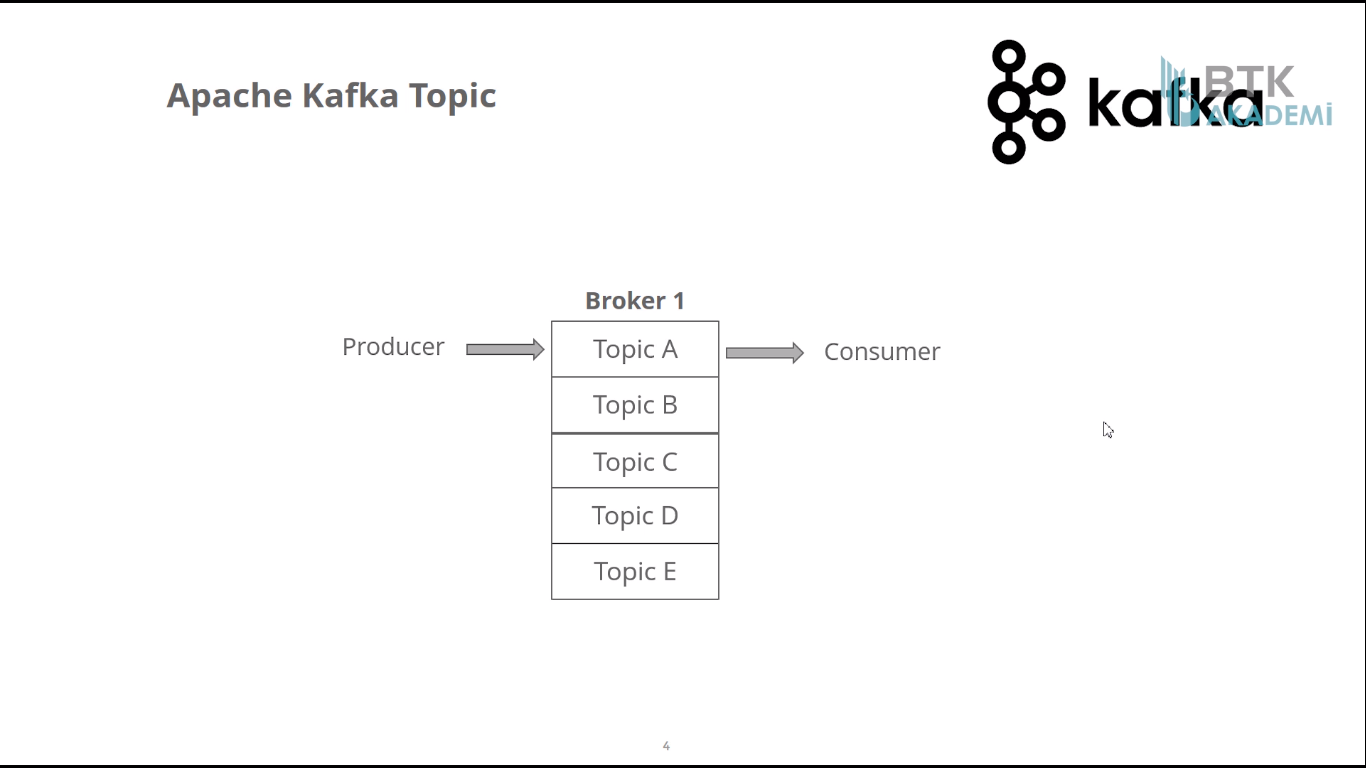 Apache Kafka Topic
kafka
BTK
AKADEMİ
Broker 1
Producer
Topic A
Consumer
Topic B
Topic C
Topic D
Topic E
4